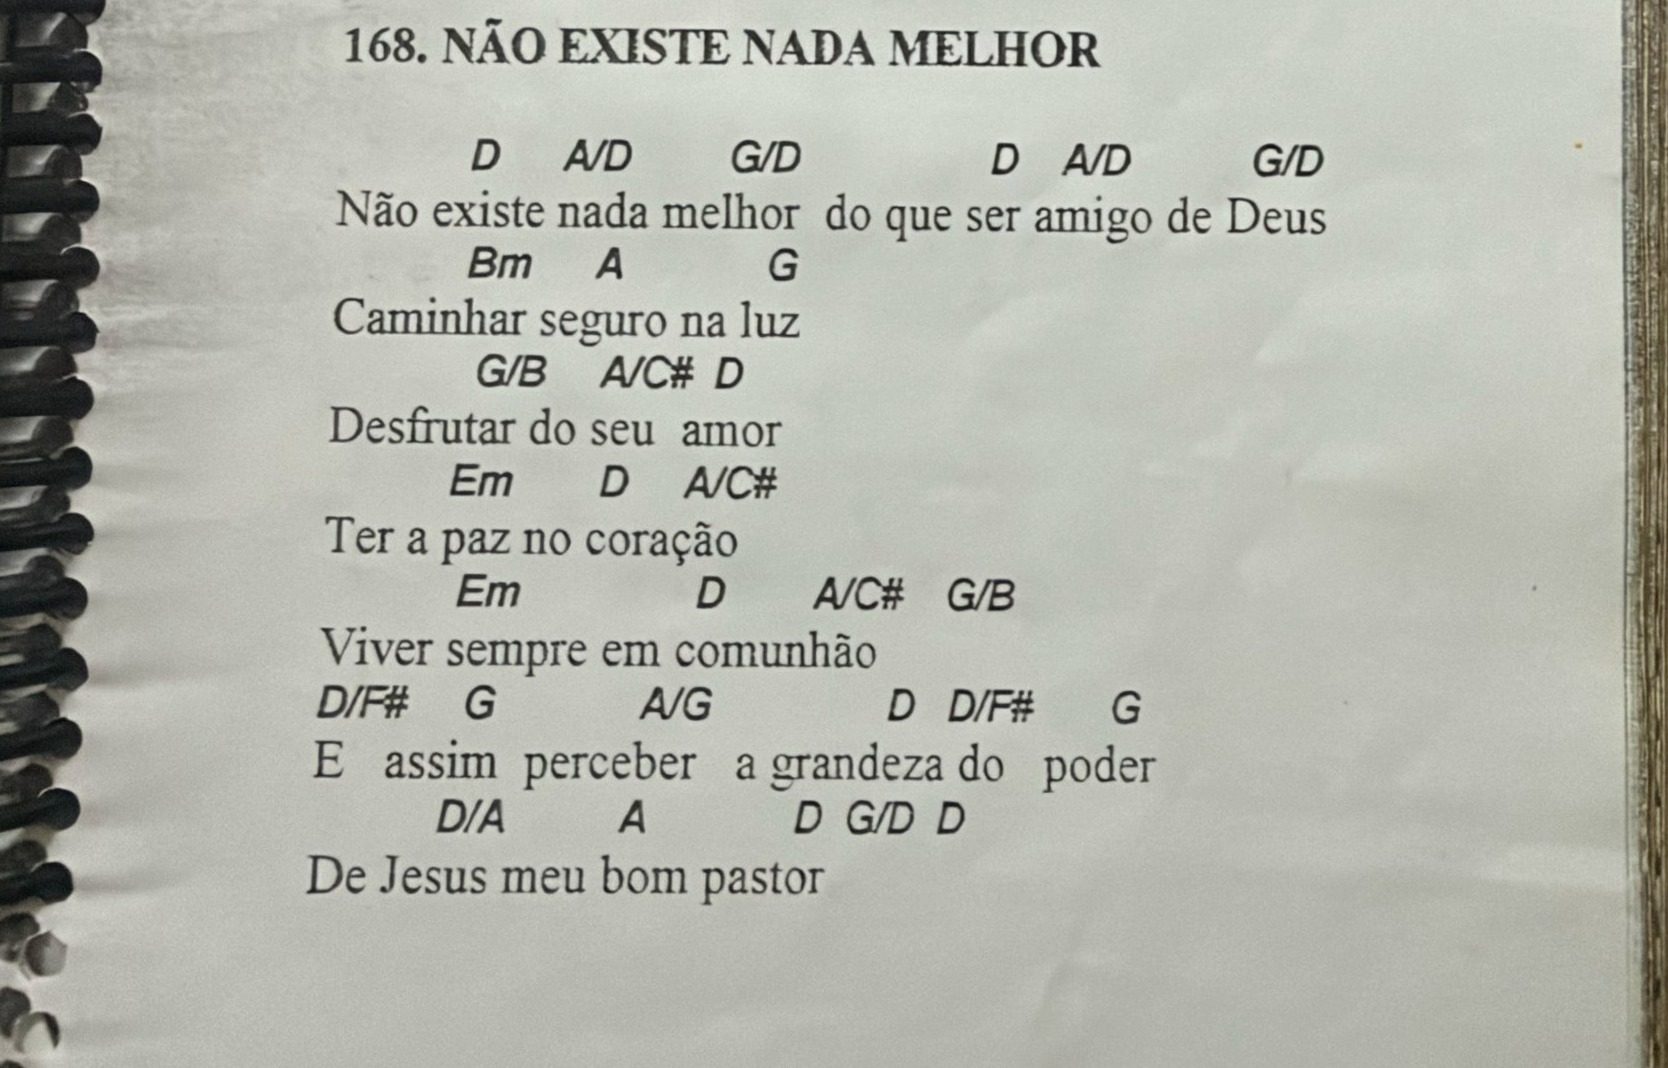 168. NÃO EXISTE NADA MELHOR
D A/D G/D D A/D G/D
Não existe nada melhor do que ser amigo de Deus
Bm A G
Caminhar seguro na luz
G/B A/C# D
Desfrutar do seu amor
Em D A/C#
Ter a paz no coração
Em D A/C# G/B
Viver sempre em comunhão
D/F# G A/G D D/F# G
E assim perceber a grandeza do poder
D/A A D G/D D
De Jesus meu bom pastor